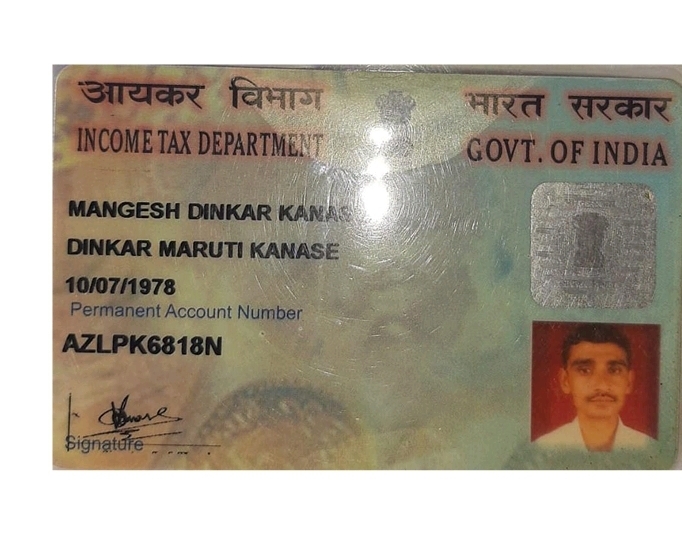 आयकर विभाग भारत सरकार
INCOME TAX DEPARTMENT GOVT. OF INDIA
MANGESH DINKAR
DINKAR MARUTI KANASE
10/07/1978
Permanent Account Number
AZLPK6818N
Signature